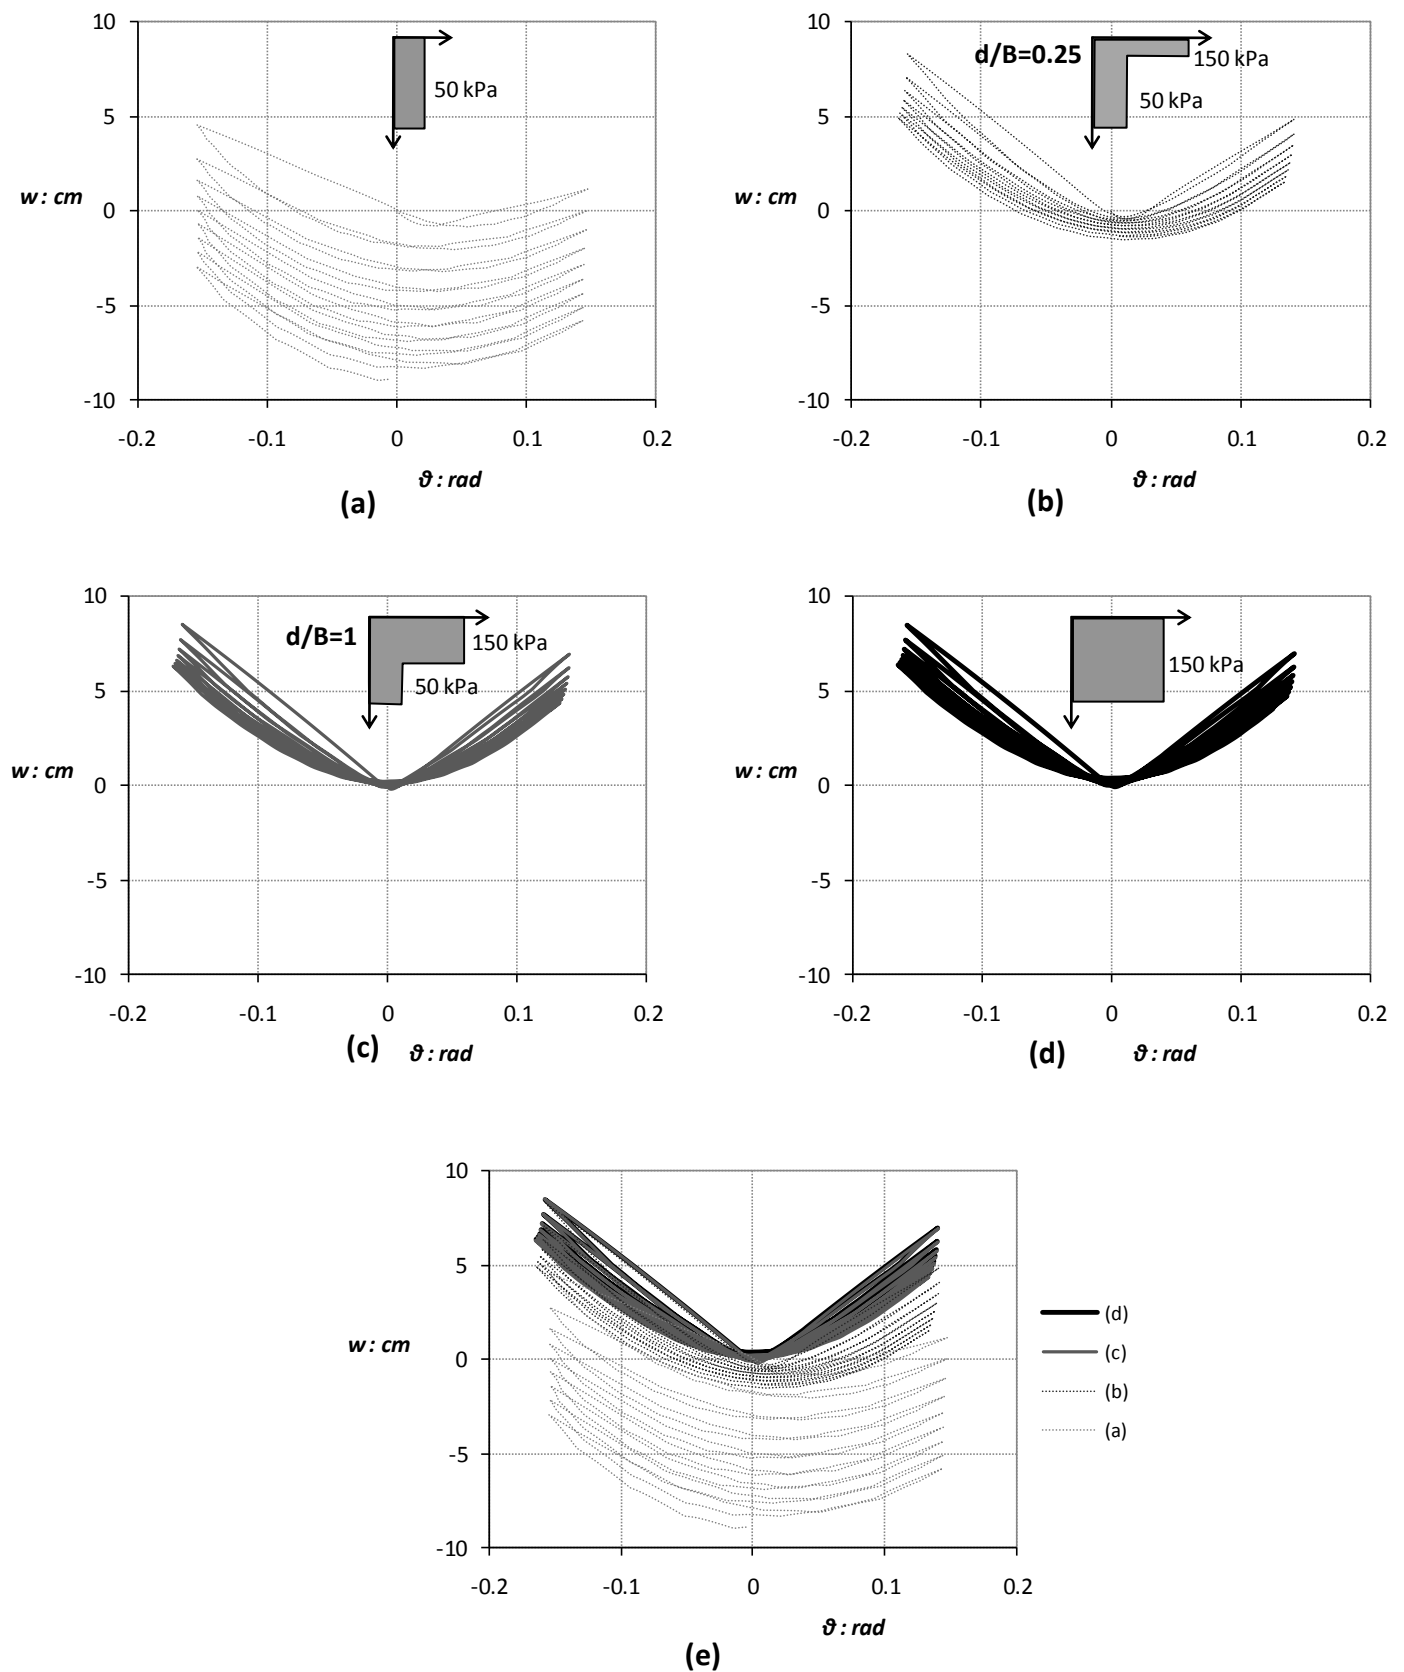 10
5
0
-5
-10
-0.2 -0.1 0 0.1 0.2
w : cm
ϑ : rad
50 kPa
(a)
10
5
0
-5
-10
-0.2 -0.1 0 0.1 0.2
w : cm
ϑ : rad
d/B=0.25
150 kPa
50 kPa
(b)
10
5
0
-5
-10
-0.2 -0.1 0 0.1 0.2
w : cm
d/B=1
150 kPa
50 kPa
(c) ϑ : rad
10
5
0
-5
-10
-0.2 -0.1 0 0.1 0.2
w : cm
150 kPa
(d) ϑ : rad
10
5
0
-5
-10
-0.2 -0.1 0 0.1 0.2
w : cm
ϑ : rad
(d)
(c)
(b)
(a)
(e)